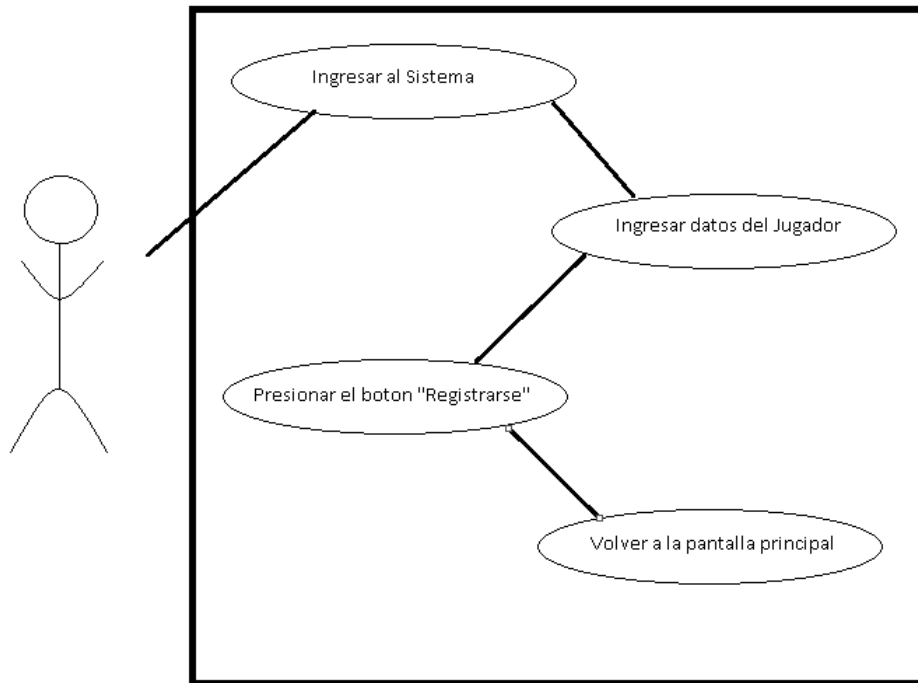 Ingresar al Sistema
Ingresar datos del Jugador
Presionar el boton "Registrarse"
Volver a la pantalla principal